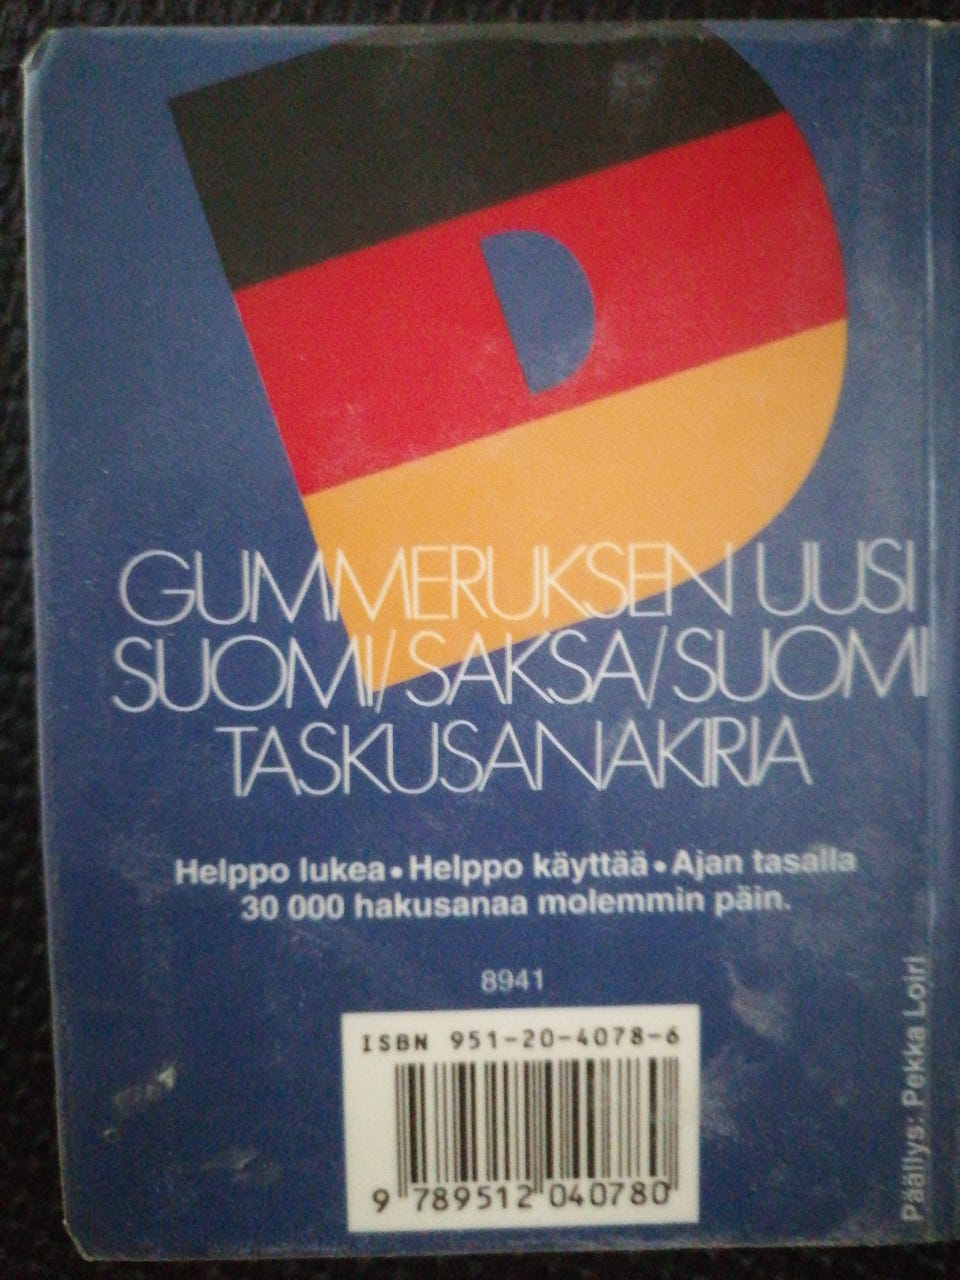 GUMMERUKSEN UUSI
SUOMI/SAKSA/SUOMI
TASKUSANAKIRJA
Helppo lukea • Helppo käyttää • Ajan tasalla
30 000 hakusanaa molemmin päin.
8941
ISBN 951-20-4078-6
9 789512 040780
Päällys: Pekka Loiri